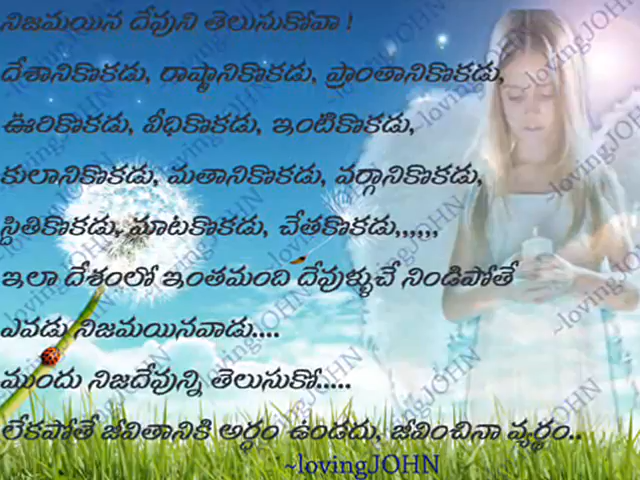 నిజమయిన దేవుని తెలుసుకోవా !
దేశానికొకడు, రాష్ట్రానికొకడు, ప్రాంతానికొకడు,
ఊరికొకడు, వీధికొకడు, ఇంటికొకడు,
కులానికొకడు, మతానికొకడు, వర్గానికొకడు,
స్థితికొకడు, మాటకొకడు, చేతకొకడు,,,,,,
ఇలా దేశంలో ఇంతమంది దేవుళ్ళుచే నిండిపోతే
ఎవడు నిజమయినవాడు....
ముందు నిజదేవున్ని తెలుసుకో.....
లేకపోతే జీవితానికి అర్ధం ఉండదు, జీవించినా వ్యర్థం..
~lovingJOHN